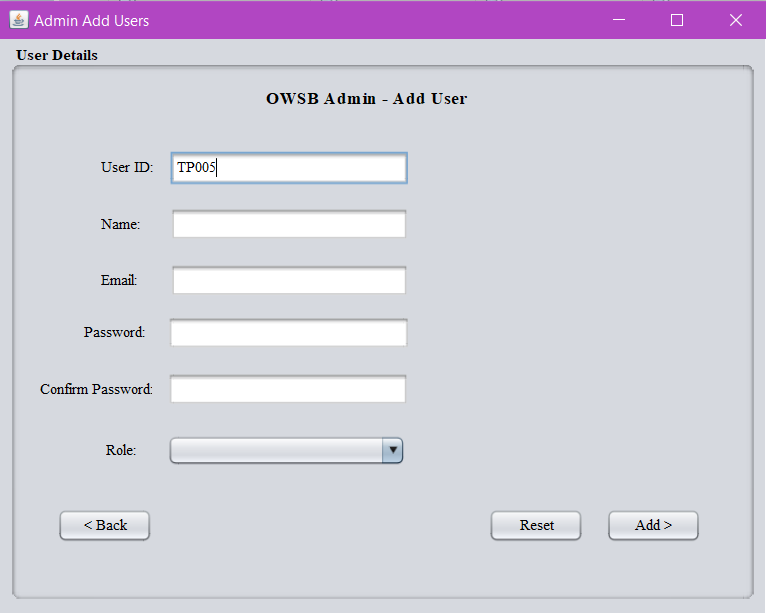 Admin Add Users
User Details
OWSB Admin - Add User
User ID: TP005
Name:
Email:
Password:
Confirm Password:
Role:
< Back Reset Add >